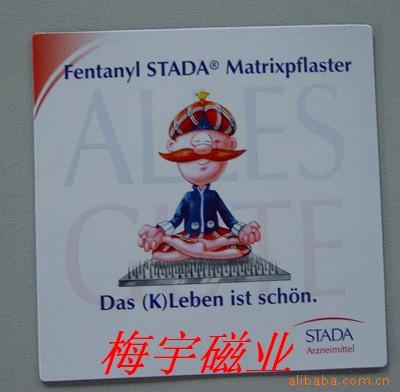 Fentanyl STADA® Matrixpflaster
ALLES
GUTE
Das (K)Leben ist schön.
STADA
Arzneimittel
梅宇磁业
alibaba.com.cn